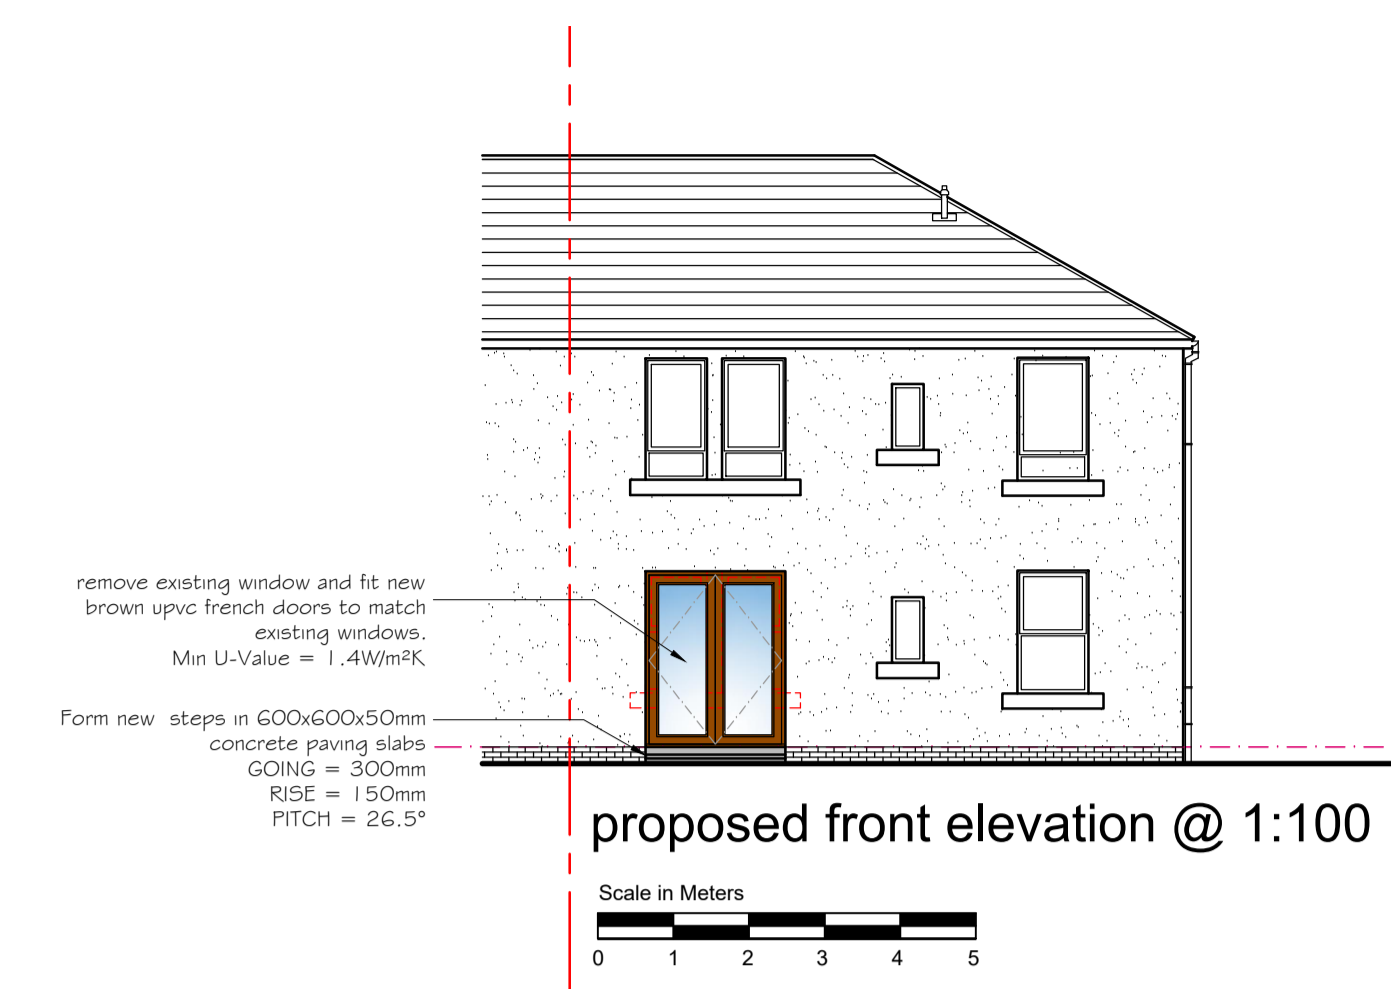 remove existing window and fit new
brown upvc french doors to match
existing windows.
Min U-Value = 1.4W/m²K
Form new steps in 600x600x50mm
concrete paving slabs
GOING = 300mm
RISE = 150mm
PITCH = 26.5°
proposed front elevation @ 1:100
Scale in Meters
0 1 2 3 4 5